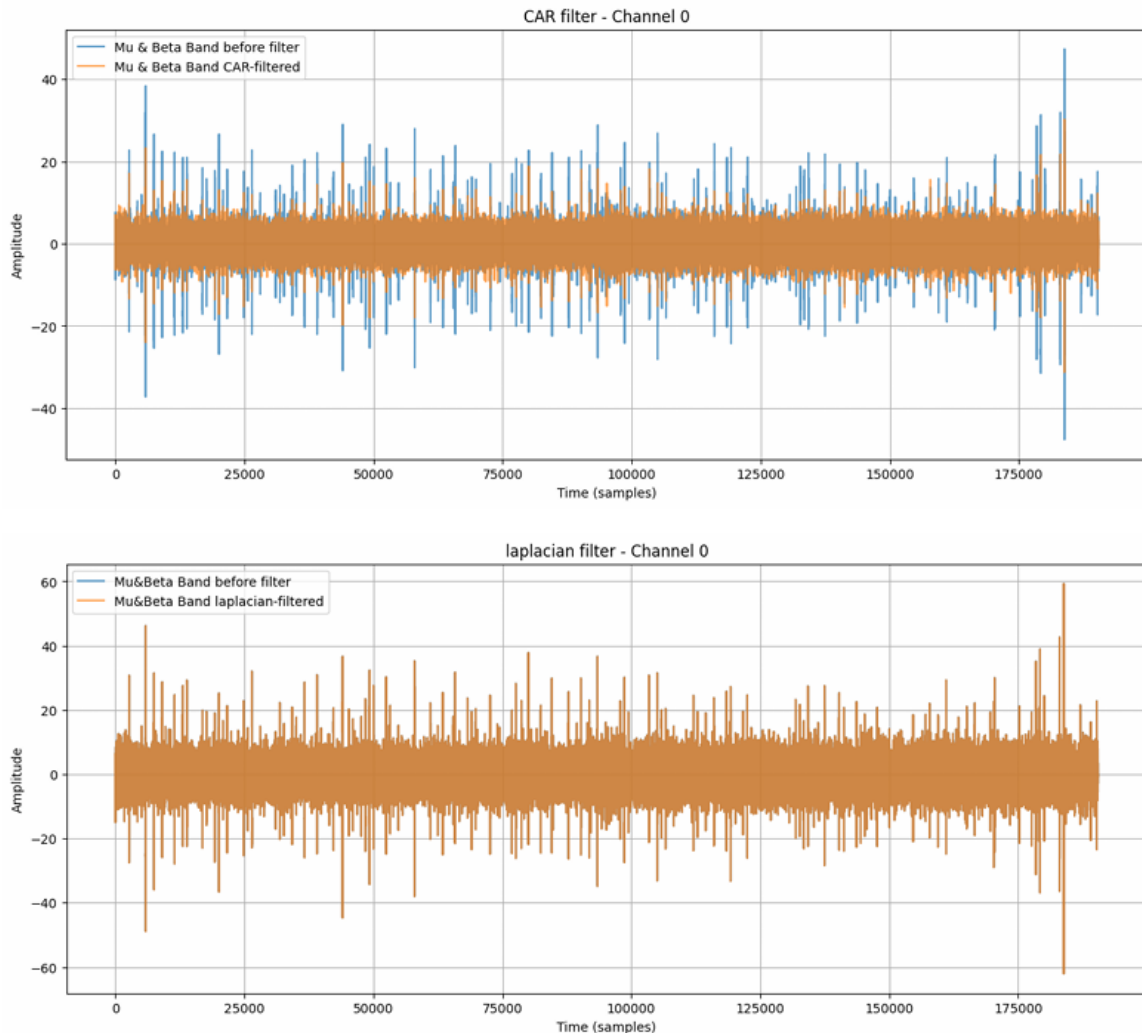 CAR filter - Channel 0
Mu & Beta Band before filter
Mu & Beta Band CAR-filtered
40
20
0
−20
−40
Amplitude
0 25000 50000 75000 100000 125000 150000 175000
Time (samples)
laplacian filter - Channel 0
Mu&Beta Band before filter
Mu&Beta Band laplacian-filtered
60
40
20
0
−20
−40
−60
Amplitude
0 25000 50000 75000 100000 125000 150000 175000
Time (samples)